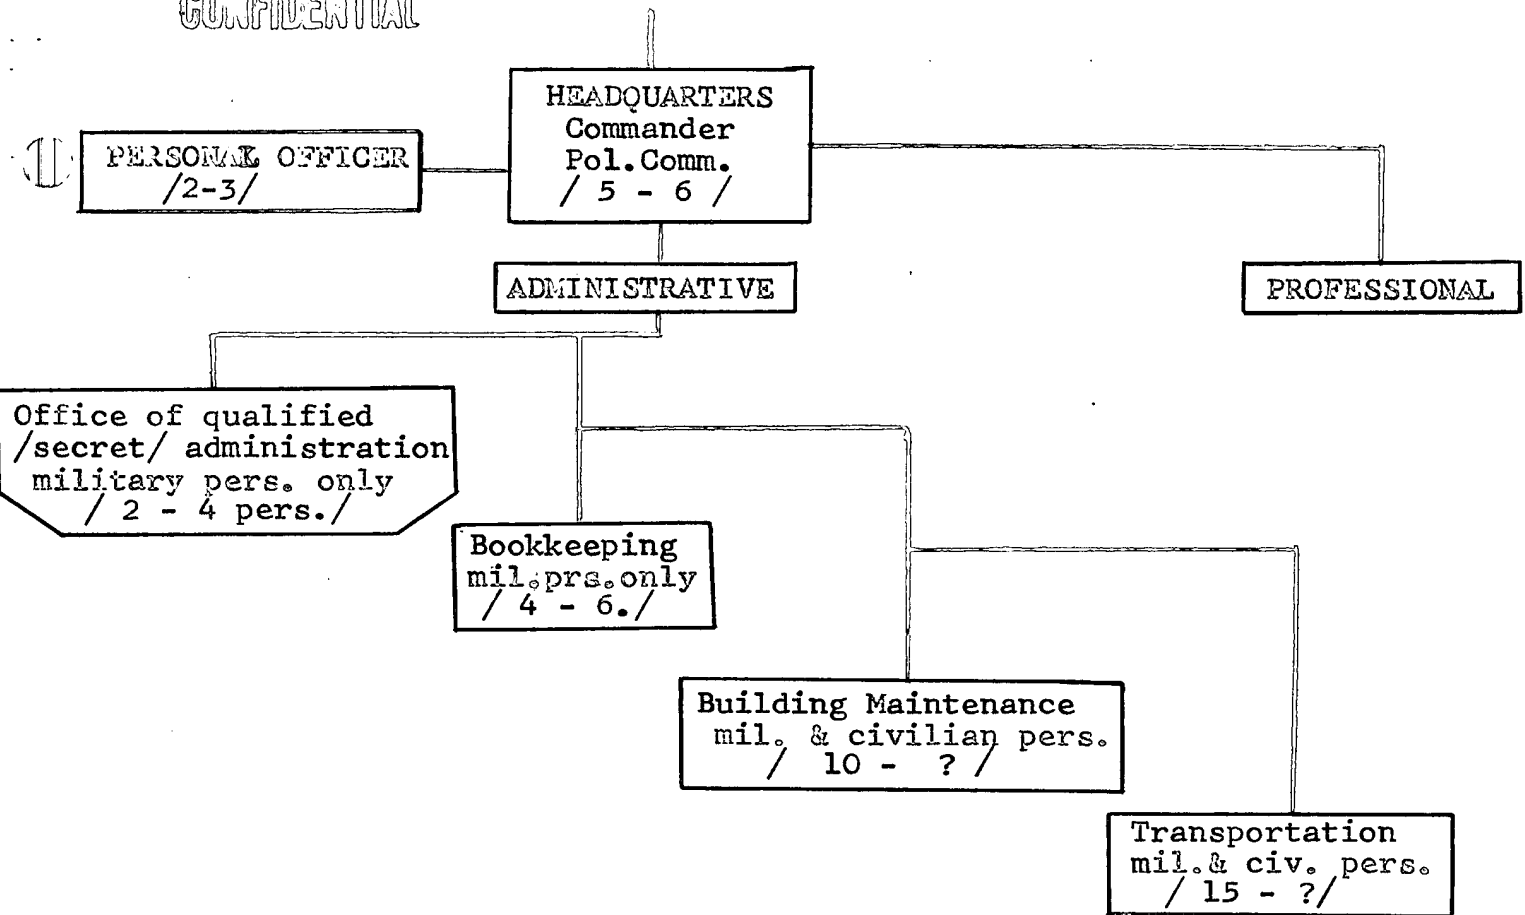 CONFIDENTIAL
HEADQUARTERS
Commander
Pol.Comm.
/ 5 - 6 /
PERSONAL OFFICER
/2-3/
ADMINISTRATIVE
PROFESSIONAL
Office of qualified
/secret/ administration
military pers. only
/ 2 - 4 pers./
Bookkeeping
mil.prs.only
/ 4 - 6./
Building Maintenance
mil. & civilian pers.
/ 10 - ? /
Transportation
mil.& civ. pers.
/ 15 - ?/